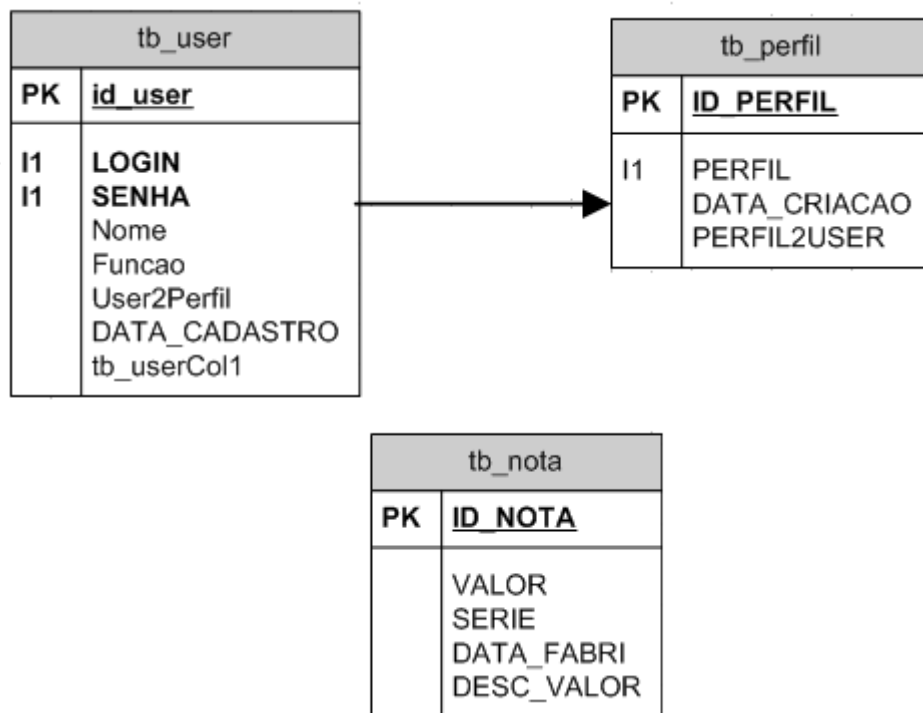 tb_user
PK id_user
I1 LOGIN
I1 SENHA
Nome
Funcao
User2Perfil
DATA_CADASTRO
tb_userCol1
tb_perfil
PK ID_PERFIL
I1 PERFIL
DATA_CRIACAO
PERFIL2USER
tb_nota
PK ID_NOTA
VALOR
SERIE
DATA_FABRI
DESC_VALOR